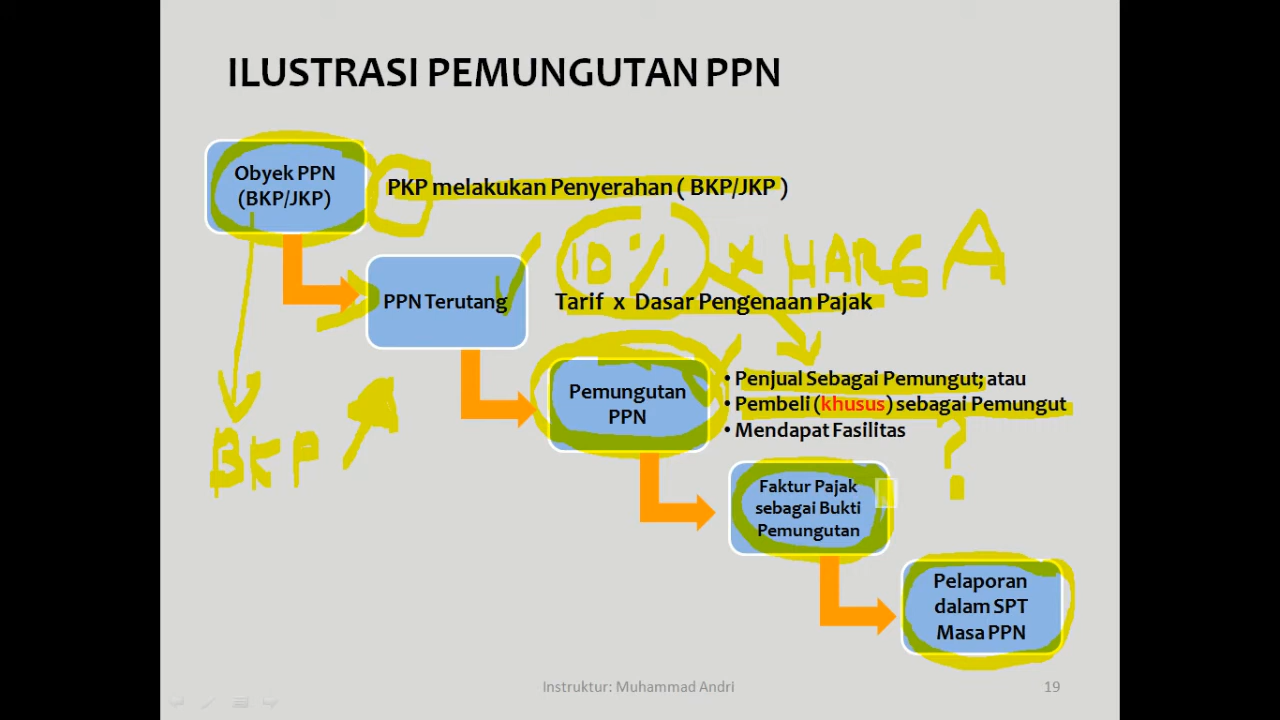 ILUSTRASI PEMUNGUTAN PPN
Obyek PPN
(BKP/JKP)
PKP melakukan Penyerahan ( BKP/JKP )
10% x HARGA
PPN Terutang
Tarif x Dasar Pengenaan Pajak
Pemungutan
PPN
• Penjual Sebagai Pemungut; atau
• Pembeli (khusus) sebagai Pemungut
• Mendapat Fasilitas
?
BKP
Faktur Pajak
sebagai Bukti
Pemungutan
Pelaporan
dalam SPT
Masa PPN
Instruktur: Muhammad Andri
19